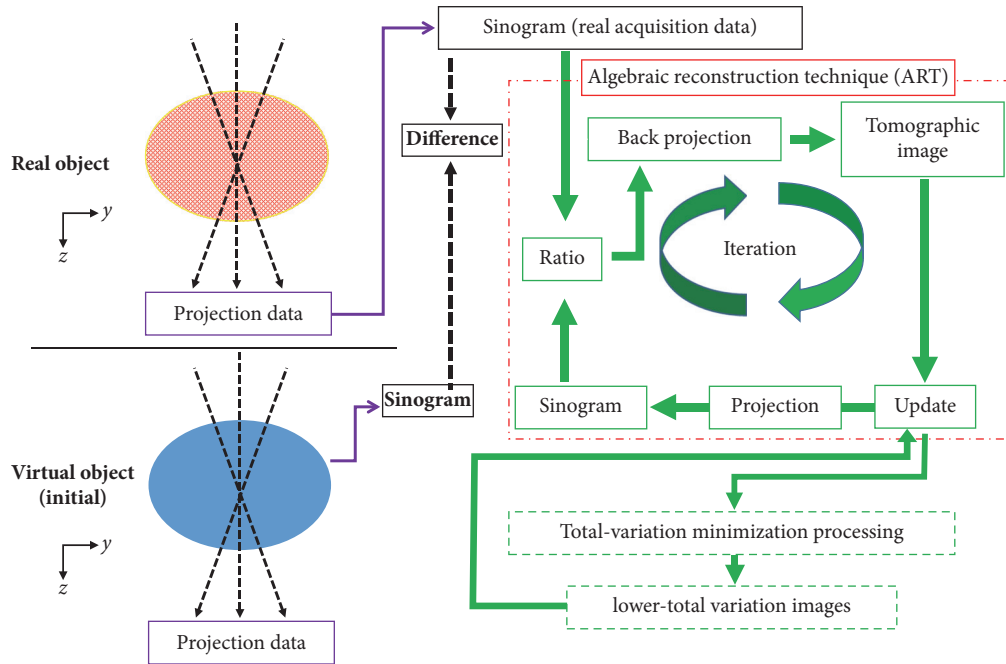 Sinogram (real acquisition data)
Algebraic reconstruction technique (ART)
Difference
Back projection
Tomographic
image
Real object
y
z
Ratio
Iteration
Projection data
Sinogram
Sinogram
Projection
Update
Virtual object
(initial)
y
z
Total-variation minimization processing
lower-total variation images
Projection data